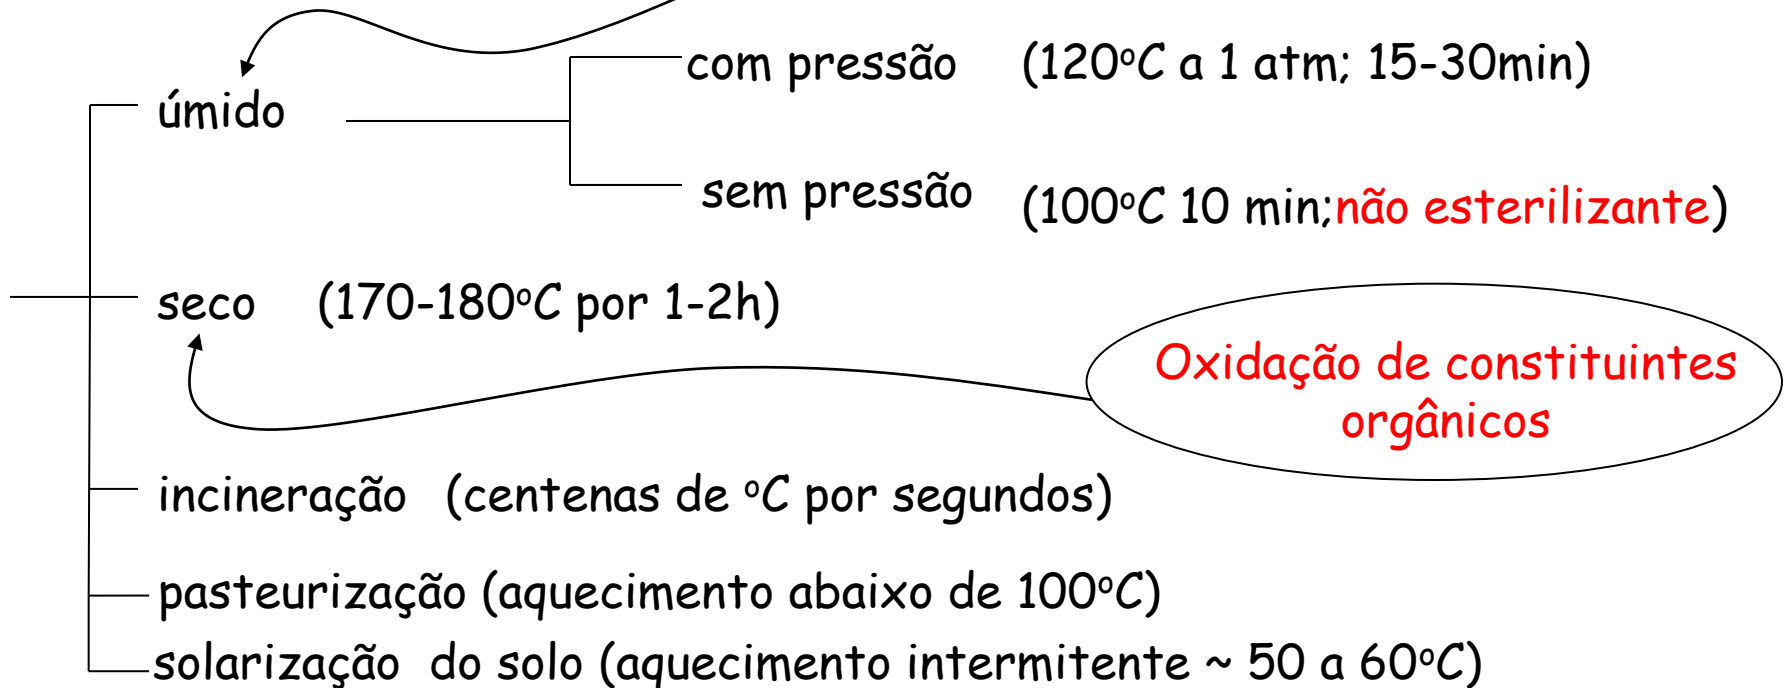 com pressão (120ºC a 1 atm; 15-30min)
úmido
sem pressão (100ºC 10 min;não esterilizante)
seco (170-180ºC por 1-2h)
Oxidação de constituintes
orgânicos
incineração (centenas de ºC por segundos)
pasteurização (aquecimento abaixo de 100ºC)
solarização do solo (aquecimento intermitente ~ 50 a 60ºC)